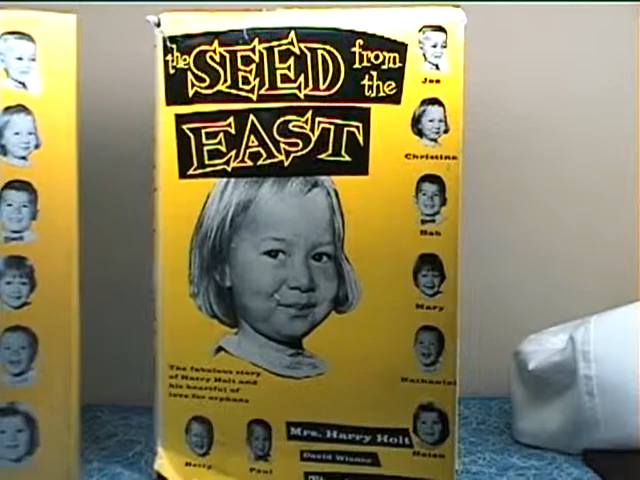 the SEED from
the
EAST
Joe
Christine
Bob
Mary
Nathaniel
Helen
The fabulous story
of Harry Holt and
his heartful of
love for orphans
Betty
Paul
Mrs. Harry Holt
David Wisner